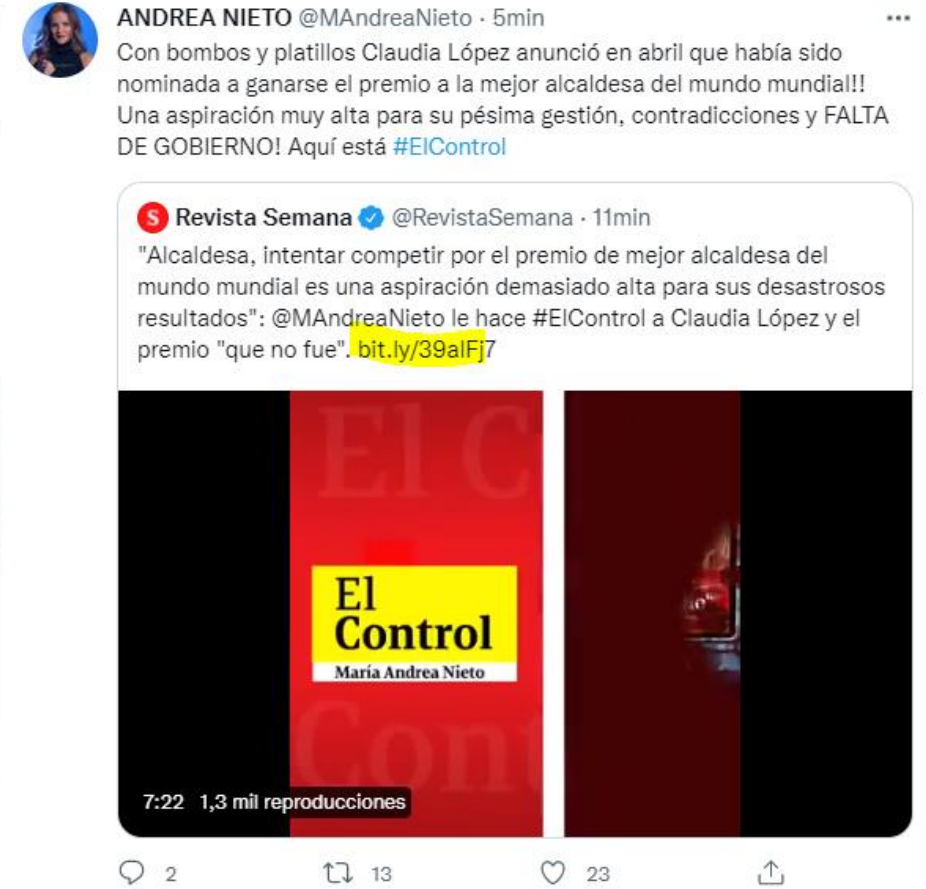 ANDREA NIETO @MAndreaNieto · 5min
Con bombos y platillos Claudia López anunció en abril que había sido
nominada a ganarse el premio a la mejor alcaldesa del mundo mundial!!
Una aspiración muy alta para su pésima gestión, contradicciones y FALTA
DE GOBIERNO! Aquí está #ElControl
S Revista Semana @RevistaSemana · 11min
"Alcaldesa, intentar competir por el premio de mejor alcaldesa del
mundo mundial es una aspiración demasiado alta para sus desastrosos
resultados": @MAndreaNieto le hace #ElControl a Claudia López y el
premio "que no fue". bit.ly/39alFj7
El C
El
Control
María Andrea Nieto
Cont
7:22 1,3 mil reproducciones
2 13 23